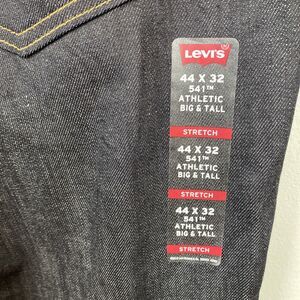 Levi's
44 X 32
541™
ATHLETIC
BIG & TALL
STRETCH
44 X 32
541™
ATHLETIC
BIG & TALL
STRETCH
44 X 32
541™
ATHLETIC
BIG & TALL
STRETCH